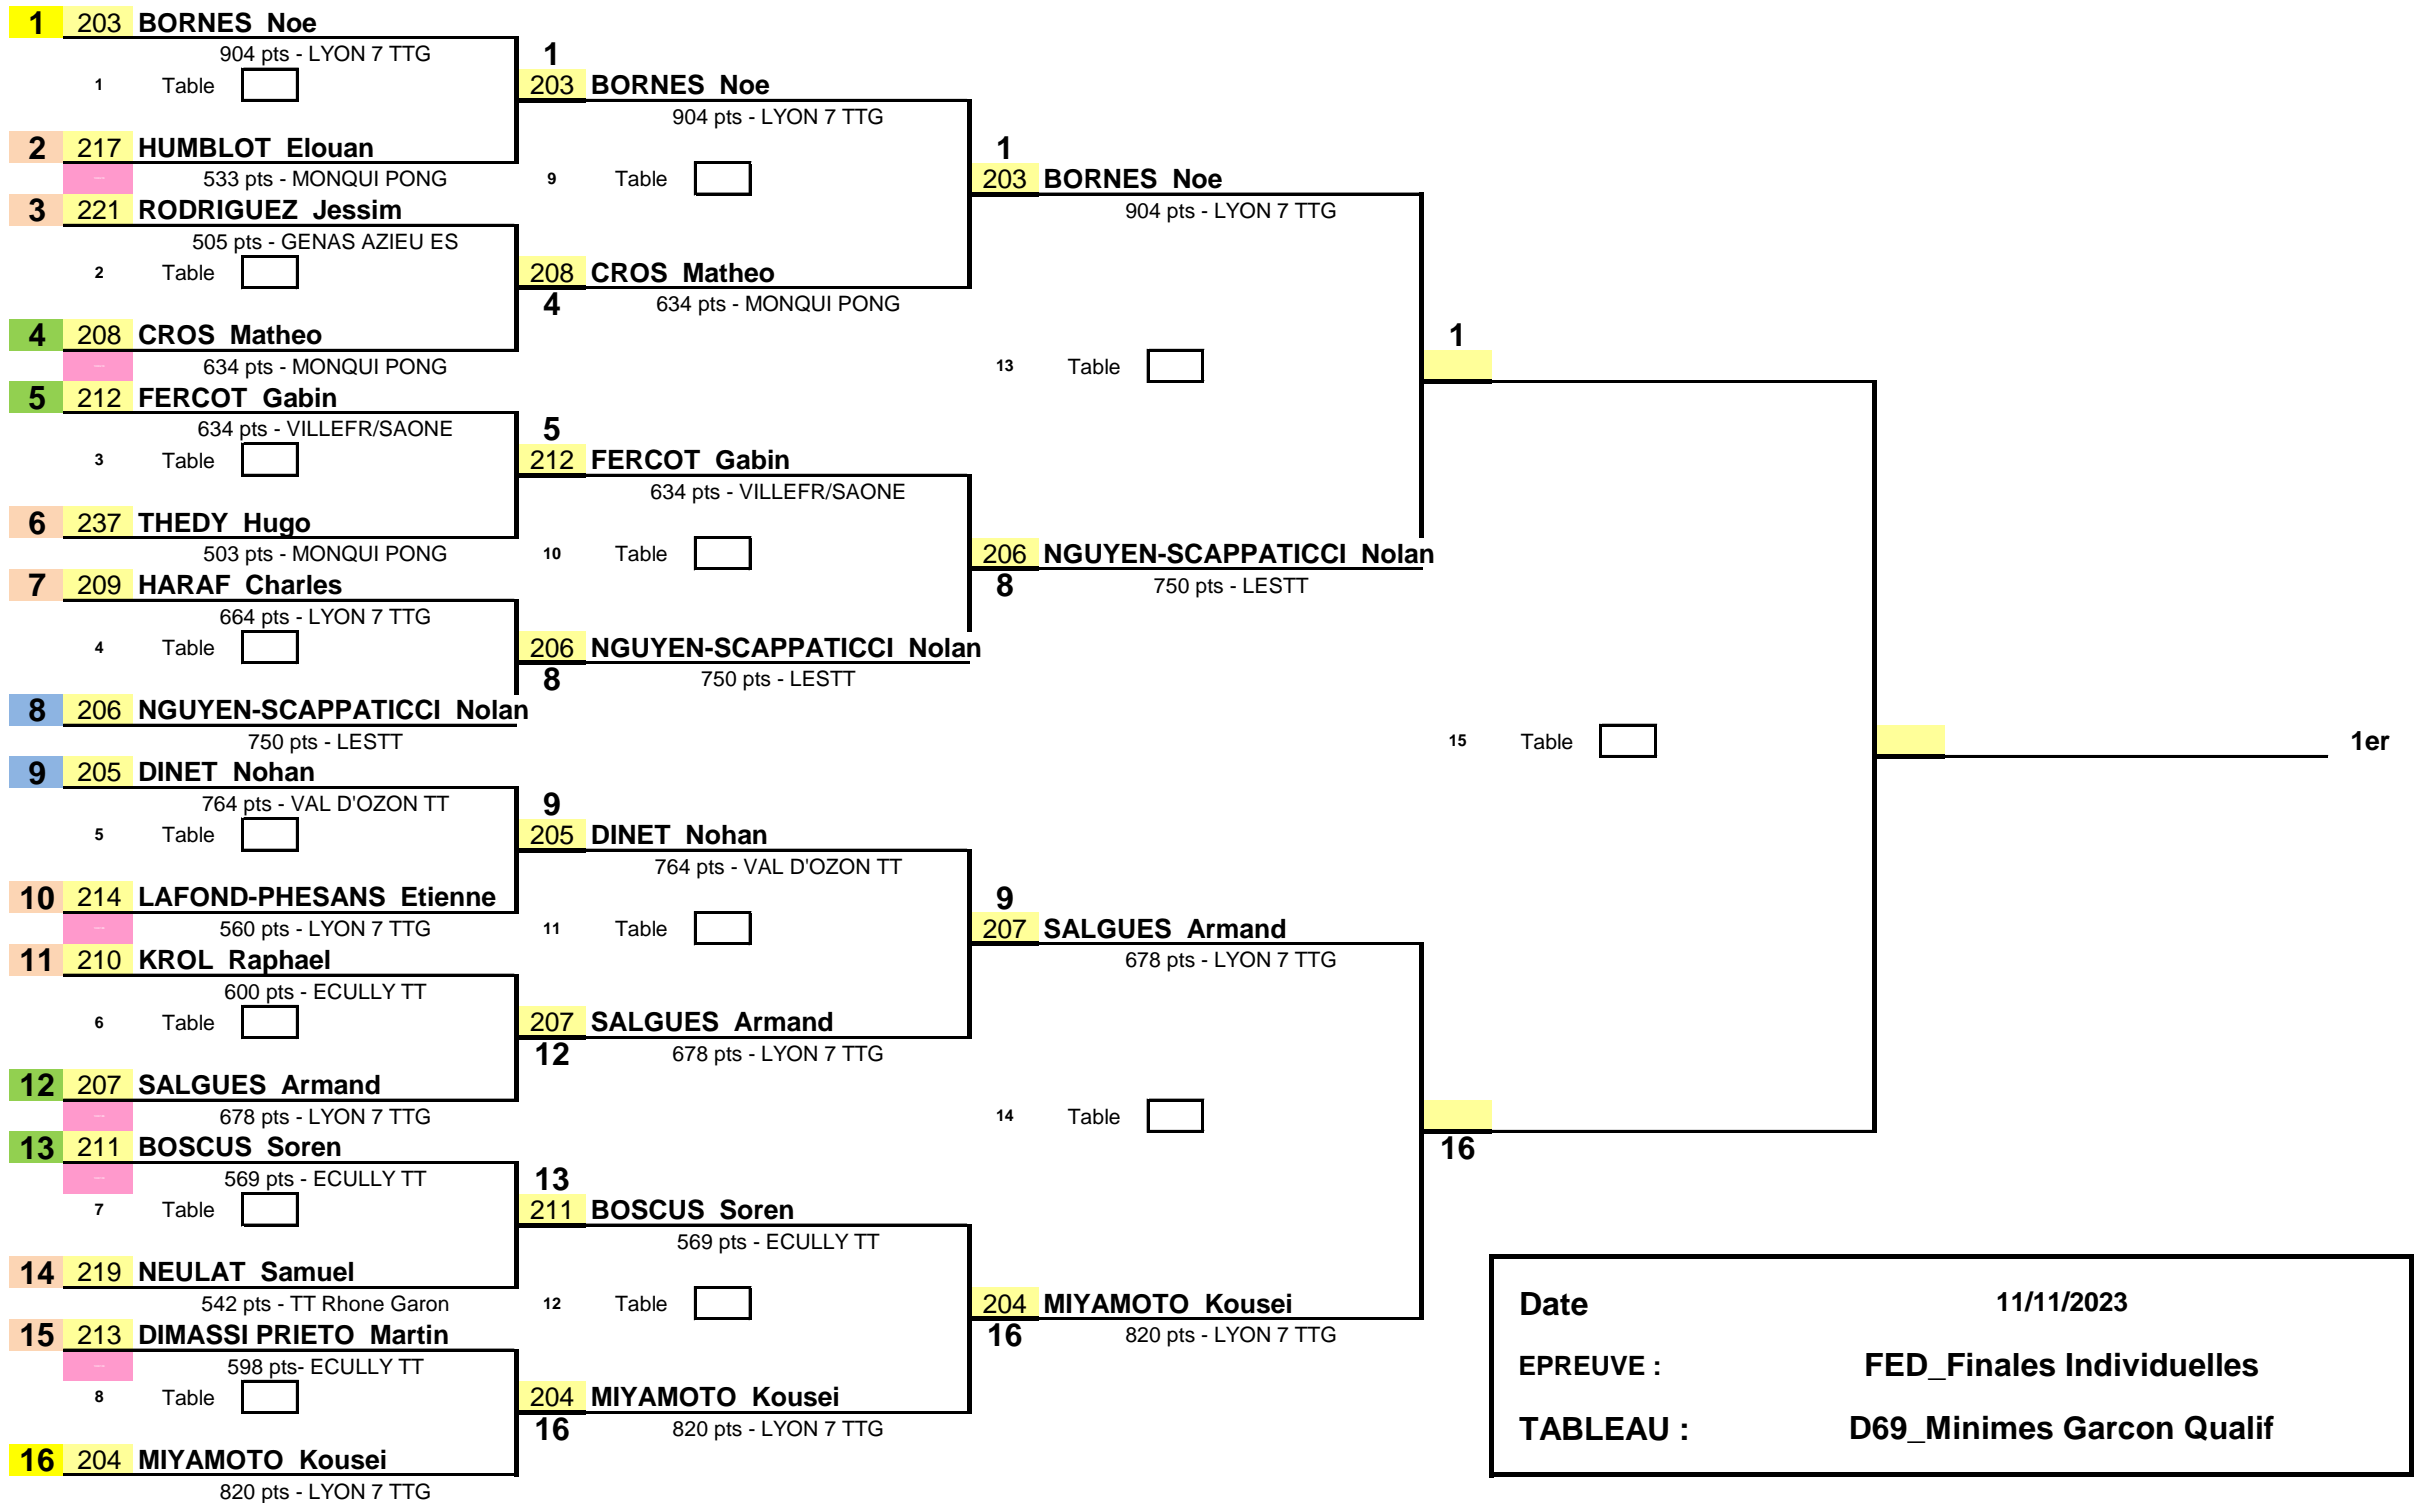 1 203 BORNES Noe
904 pts - LYON 7 TTG
1 Table
2 217 HUMBLOT Elouan
533 pts - MONQUI PONG
3 221 RODRIGUEZ Jessim
505 pts - GENAS AZIEU ES
2 Table
4 208 CROS Matheo
634 pts - MONQUI PONG
5 212 FERCOT Gabin
634 pts - VILLEFR/SAONE
3 Table
6 237 THEDY Hugo
503 pts - MONQUI PONG
7 209 HARAF Charles
664 pts - LYON 7 TTG
4 Table
8 206 NGUYEN-SCAPPATICCI Nolan
750 pts - LESTT
9 205 DINET Nohan
764 pts - VAL D'OZON TT
5 Table
10 214 LAFOND-PHESANS Etienne
560 pts - LYON 7 TTG
11 210 KROL Raphael
600 pts - ECULLY TT
6 Table
12 207 SALGUES Armand
678 pts - LYON 7 TTG
13 211 BOSCUS Soren
569 pts - ECULLY TT
7 Table
14 219 NEULAT Samuel
542 pts - TT Rhone Garon
15 213 DIMASSI PRIETO Martin
598 pts- ECULLY TT
8 Table
16 204 MIYAMOTO Kousei
820 pts - LYON 7 TTG
1
203 BORNES Noe
904 pts - LYON 7 TTG
9 Table
208 CROS Matheo
4 634 pts - MONQUI PONG
5
212 FERCOT Gabin
634 pts - VILLEFR/SAONE
10 Table
206 NGUYEN-SCAPPATICCI Nolan
8 750 pts - LESTT
9
205 DINET Nohan
764 pts - VAL D'OZON TT
11 Table
207 SALGUES Armand
12 678 pts - LYON 7 TTG
13
211 BOSCUS Soren
569 pts - ECULLY TT
12 Table
204 MIYAMOTO Kousei
16 820 pts - LYON 7 TTG
1
203 BORNES Noe
904 pts - LYON 7 TTG
13 Table
206 NGUYEN-SCAPPATICCI Nolan
8 750 pts - LESTT
9
207 SALGUES Armand
678 pts - LYON 7 TTG
14 Table
204 MIYAMOTO Kousei
16 820 pts - LYON 7 TTG
1
15 Table
16
1er
Date 11/11/2023
EPREUVE : FED_Finales Individuelles
TABLEAU : D69_Minimes Garcon Qualif